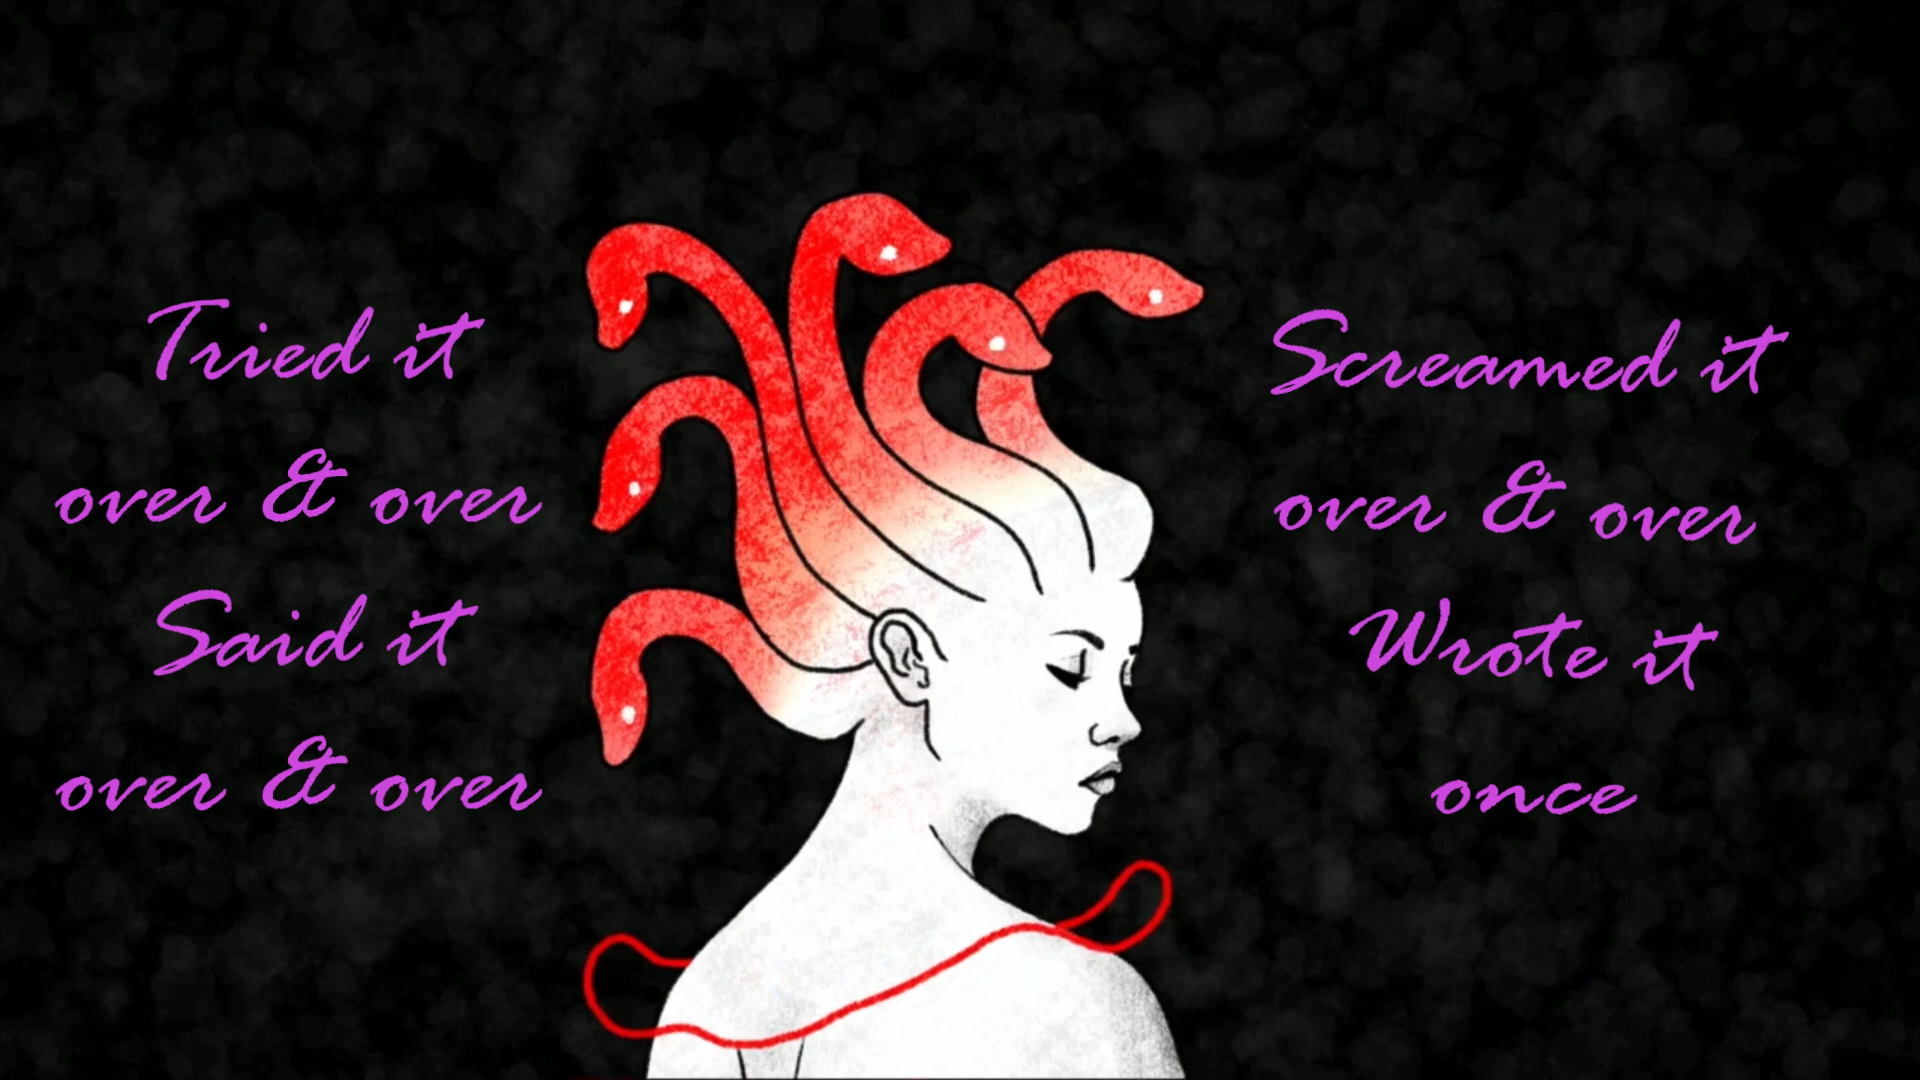 Tried it
over & over
Said it
over & over
Screamed it
over & over
Wrote it
once